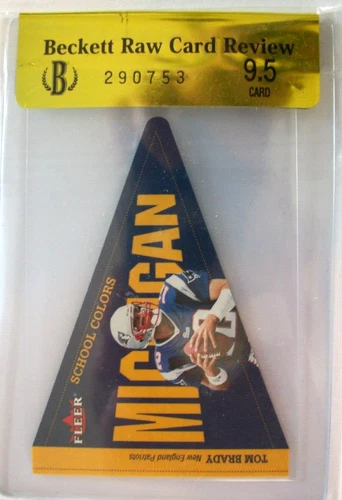 Beckett Raw Card Review
B
290753
9.5
CARD
FLEER
SCHOOL COLORS
MICHIGAN
TOM BRADY
New England Patriots